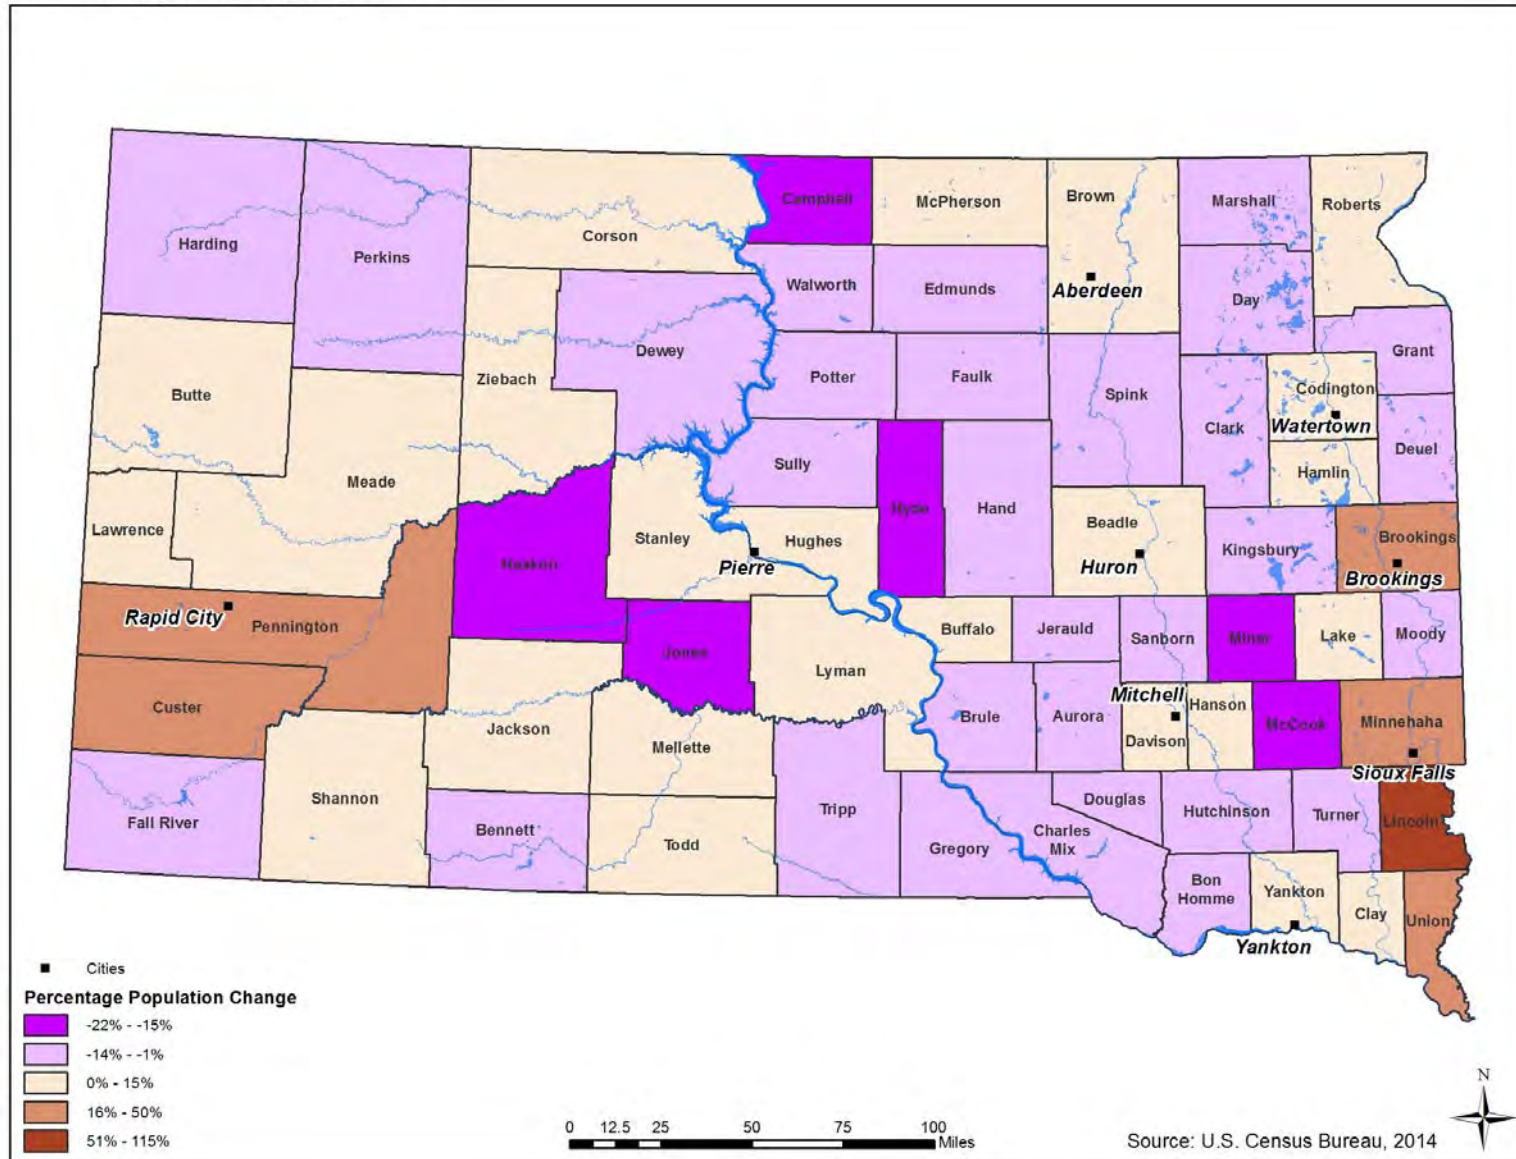 Campbell
McPherson
Brown
Marshall
Roberts
Harding
Perkins
Corson
Walworth
Edmunds
Aberdeen
Day
Dewey
Ziebach
Potter
Faulk
Spink
Grant
Butte
Codington
Clark
Watertown
Deuel
Sully
Hamlin
Meade
Hyde
Hand
Lawrence
Haakon
Stanley
Hughes
Pierre
Beadle
Huron
Kingsbury
Brookings
Brookings
Rapid City
Pennington
Buffalo
Jerauld
Sanborn
Miner
Lake
Moody
Jones
Lyman
Custer
Mitchell
Hanson
Brule
Aurora
Davison
McCook
Minnehaha
Sioux Falls
Jackson
Mellette
Shannon
Fall River
Bennett
Todd
Tripp
Gregory
Charles
Mix
Douglas
Hutchinson
Turner
Lincoln
Bon
Homme
Yankton
Clay
Union
Yankton
Cities
Percentage Population Change
-22% - -15%
-14% - -1%
0% - 15%
16% - 50%
51% - 115%
0 12.5 25 50 75 100
Miles
N
Source: U.S. Census Bureau, 2014